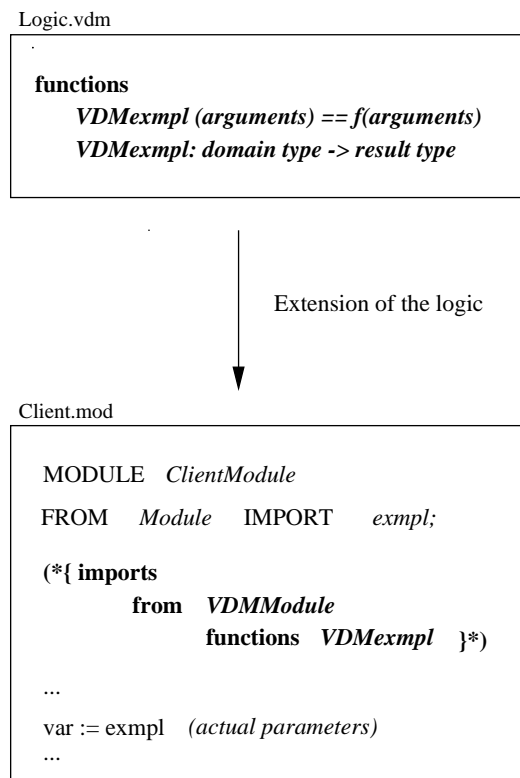 Logic.vdm
functions
VDMexmpl (arguments) == f(arguments)
VDMexmpl: domain type -> result type
Extension of the logic
Client.mod
MODULE ClientModule
FROM Module IMPORT exmpl;
(*{ imports
from VDMModule
functions VDMexmpl }*)
...
var := exmpl (actual parameters)
...